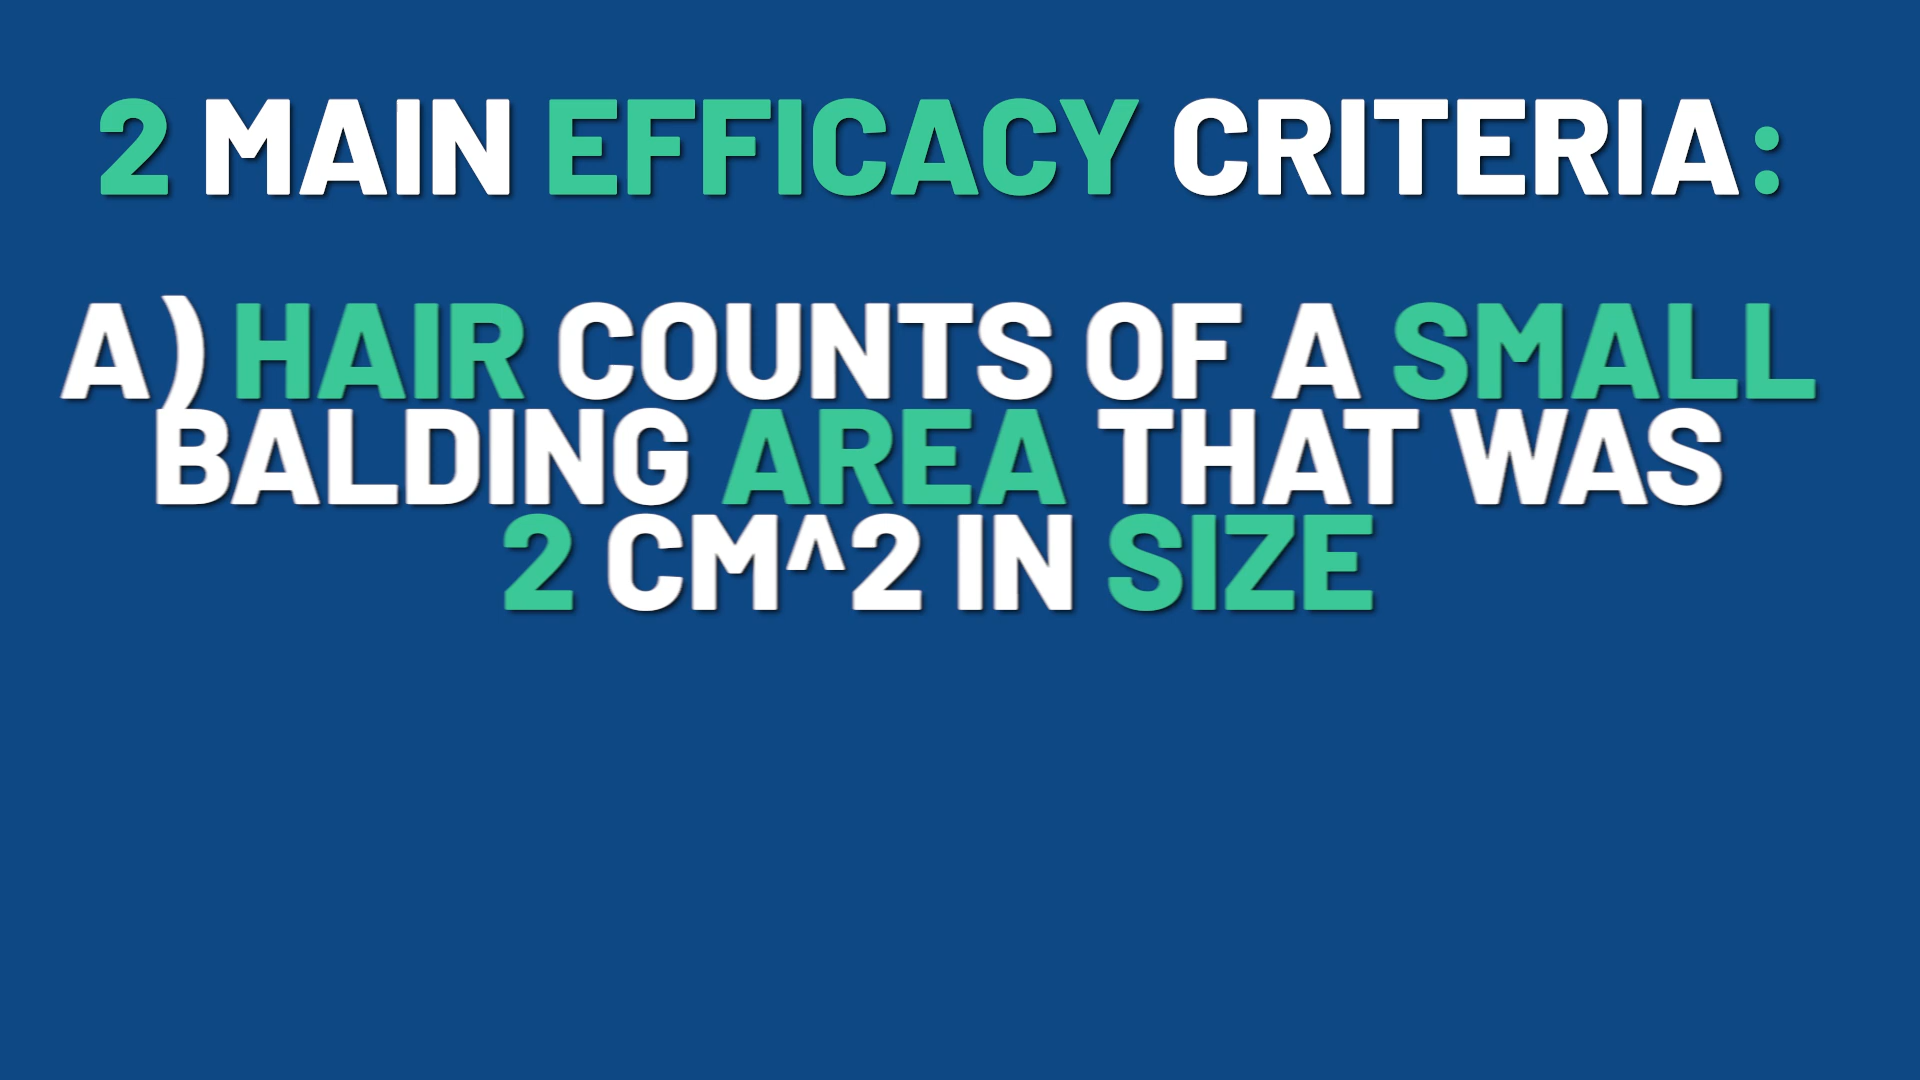 2 MAIN EFFICACY CRITERIA:
A) HAIR COUNTS OF A SMALL
BALDING AREA THAT WAS
2 CM^2 IN SIZE